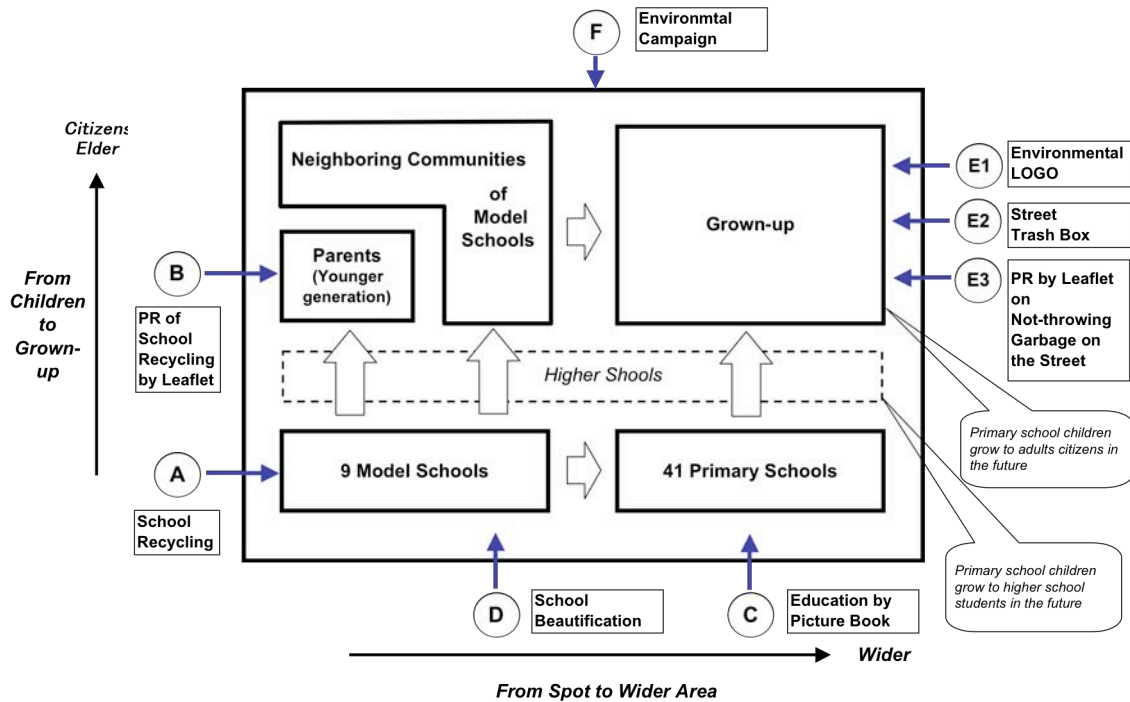 F
Environmtal
Campaign
Citizens
Elder
From
Children
to
Grown-
up
Neighboring Communities
of
Model
Schools
Parents
(Younger
generation)
Grown-up
E1
Environmental
LOGO
E2
Street
Trash Box
E3
PR by Leaflet
on
Not-throwing
Garbage on
the Street
B
PR of
School
Recycling
by Leaflet
Higher Shools
A
School
Recycling
9 Model Schools
41 Primary Schools
Primary school children
grow to adults citizens in
the future
Primary school children
grow to higher school
students in the future
D
School
Beautification
C
Education by
Picture Book
Wider
From Spot to Wider Area